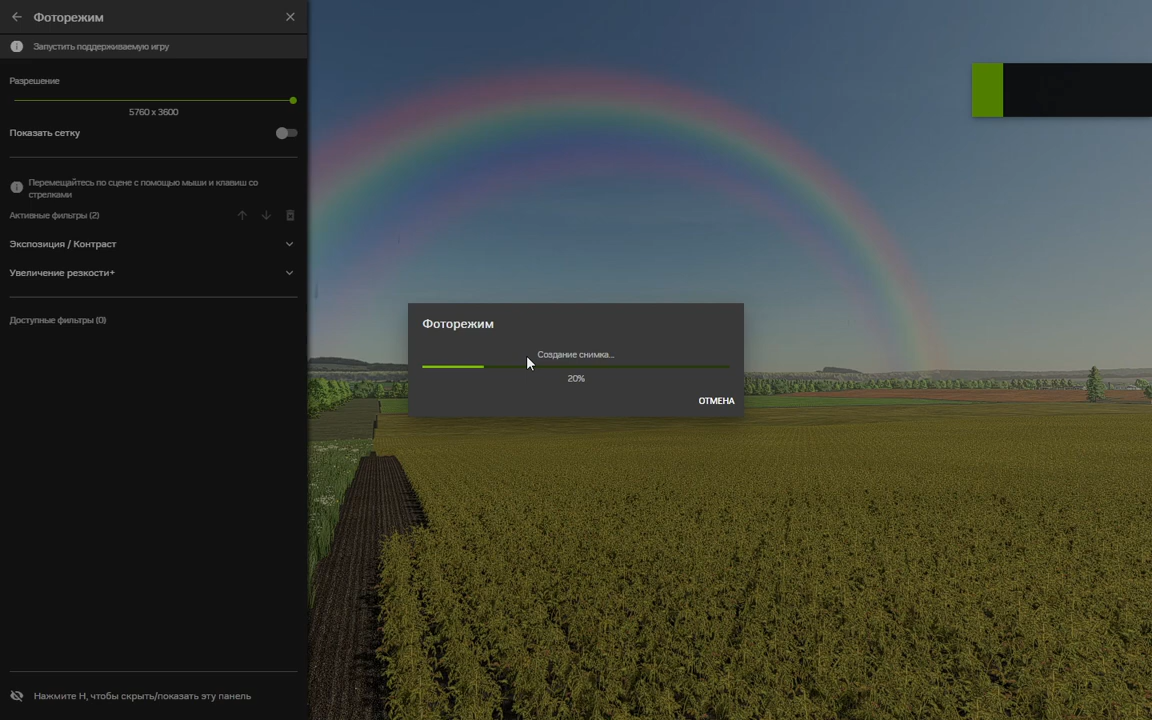 Фоторежим
Запустить поддерживаемую игру
Разрешение
5760 x 3600
Показать сетку
Перемещайтесь по сцене с помощью мыши и клавиш со
стрелками
Активные фильтры (2)
Экспозиция / Контраст
Увеличение резкости+
Доступные фильтры (0)
Фоторежим
Создание снимка...
20%
ОТМЕНА
Нажмите H, чтобы скрыть/показать эту панель